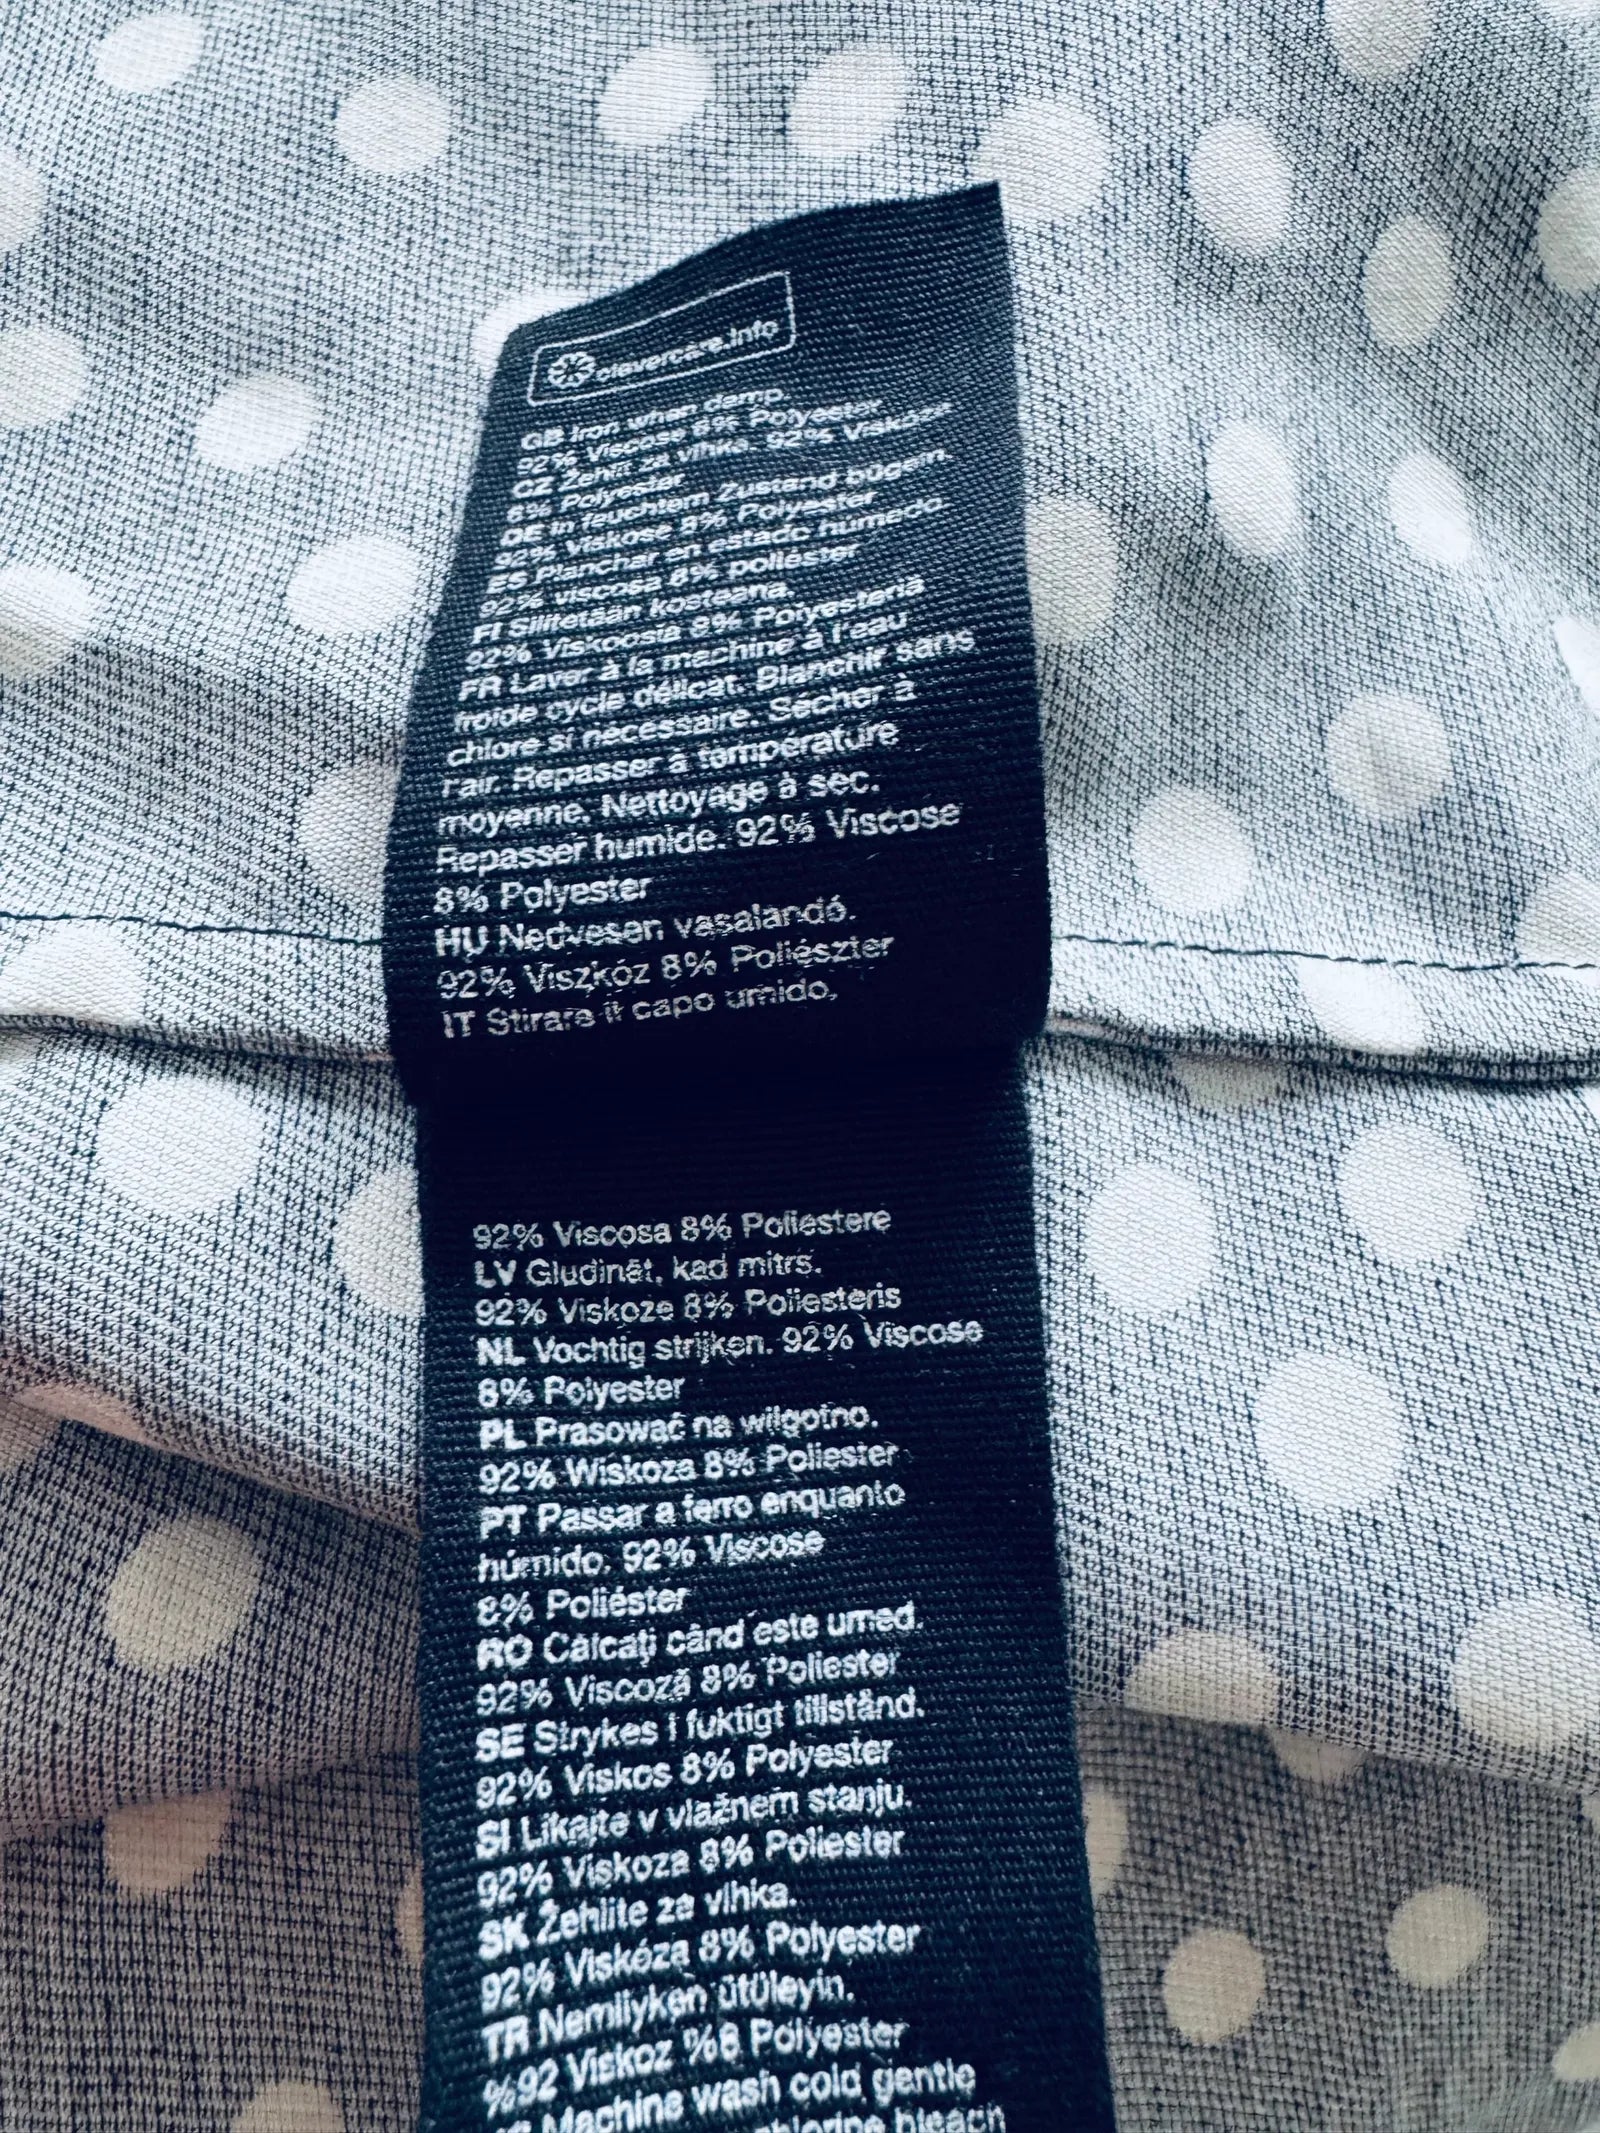 clevercare.info
GB Iron when damp.
92% Viscose 8% Polyester
CZ Žehlit za vlhka. 92% Viskóza
8% Polyester
DE In feuchtem Zustand bügeln.
92% Viskose 8% Polyester
ES Planchar en estado húmedo
92% viscosa 8% poliéster
FI Silitetään kosteana.
92% Viskoosia 8% Polyesteria
FR Laver à la machine à l'eau
froide cycle délicat. Blanchir sans
chlore si nécessaire. Sécher à
l'air. Repasser à température
moyenne. Nettoyage à sec.
Repasser humide. 92% Viscose
8% Polyester
HU Nedvesen vasalandó.
92% Viszkóz 8% Poliészter
IT Stirare il capo umido,
92% Viscosa 8% Poliestere
LV Gludināt, kad mitrs.
92% Viskoze 8% Poliesteris
NL Vochtig strijken. 92% Viscose
8% Polyester
PL Prasować na wilgotno.
92% Wiskoza 8% Poliester
PT Passar a ferro enquanto
húmido. 92% Viscose
8% Poliéster
RO Călcați când este umed.
92% Viscoză 8% Poliester
SE Strykes i fuktigt tillstånd.
92% Viskos 8% Polyester
SI Likajte v vlažnem stanju.
92% Viskoza 8% Poliester
SK Žehlite za vlhka.
92% Viskóza 8% Polyester
TR Nemliyken ütüleyin.
%92 Viskoz %8 Polyester
Machine wash cold gentle
chlorine bleach